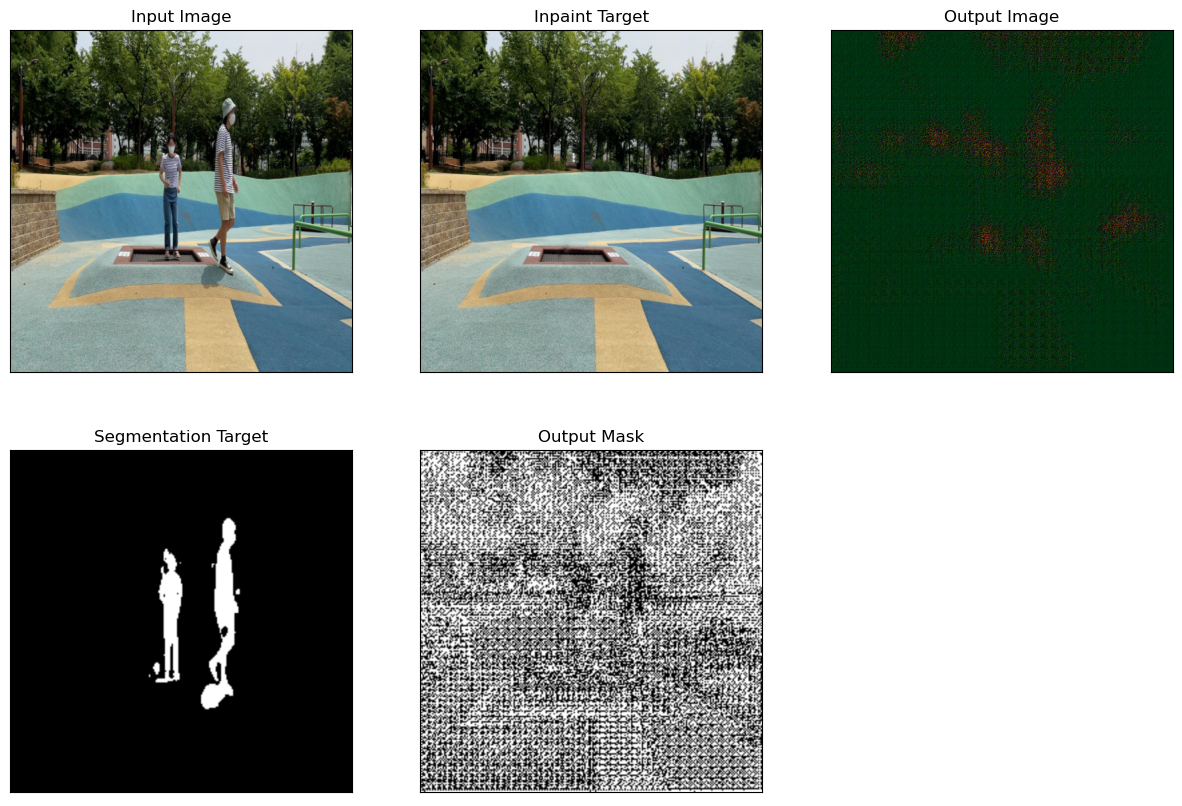 Input Image
Inpaint Target
Output Image
Segmentation Target
Output Mask